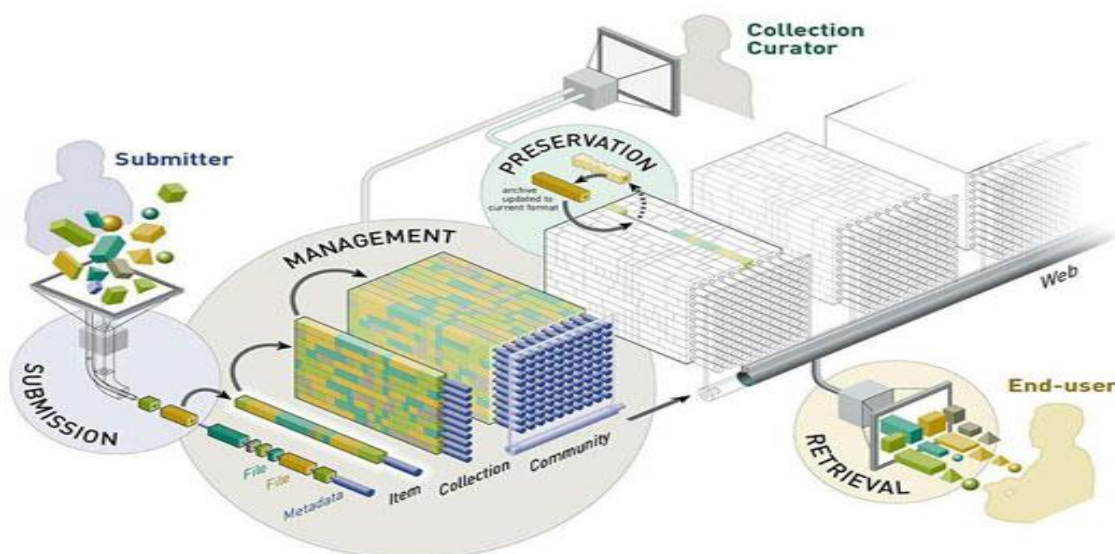 Collection
Curator
Submitter
PRESERVATION
archive
updated to
current format
MANAGEMENT
Web
SUBMISSION
End-user
RETRIEVAL
File
File
Metadata
Item
Collection
Community